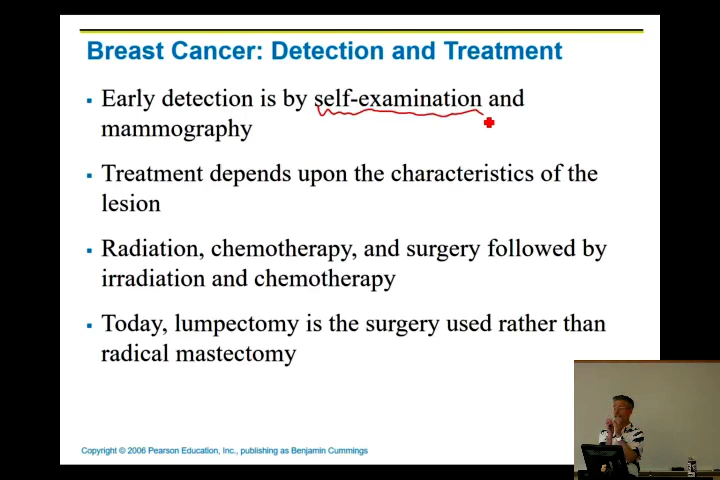 Breast Cancer: Detection and Treatment
▪ Early detection is by self-examination and
mammography
▪ Treatment depends upon the characteristics of the
lesion
▪ Radiation, chemotherapy, and surgery followed by
irradiation and chemotherapy
▪ Today, lumpectomy is the surgery used rather than
radical mastectomy
Copyright © 2006 Pearson Education, Inc., publishing as Benjamin Cummings